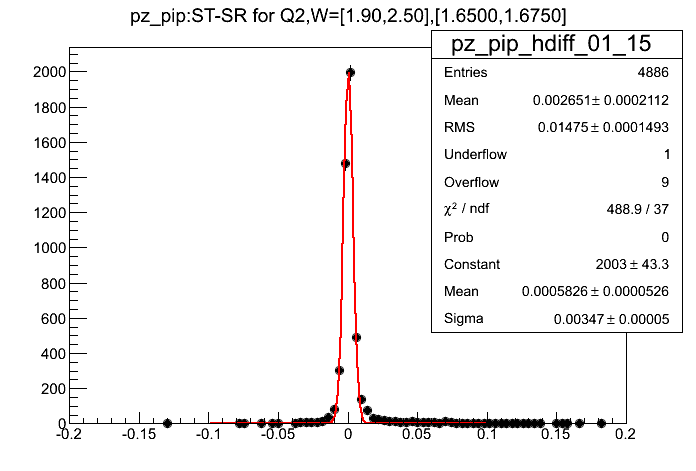 pz_pip:ST-SR for Q2,W=[1.90,2.50],[1.6500,1.6750]
pz_pip_hdiff_01_15
Entries 4886
Mean 0.002651± 0.0002112
RMS 0.01475± 0.0001493
Underflow 1
Overflow 9
χ² / ndf 488.9 / 37
Prob 0
Constant 2003 ± 43.3
Mean 0.0005826 ± 0.0000526
Sigma 0.00347 ± 0.00005
2000
1800
1600
1400
1200
1000
800
600
400
200
0
-0.2 -0.15 -0.1 -0.05 0 0.05 0.1 0.15 0.2